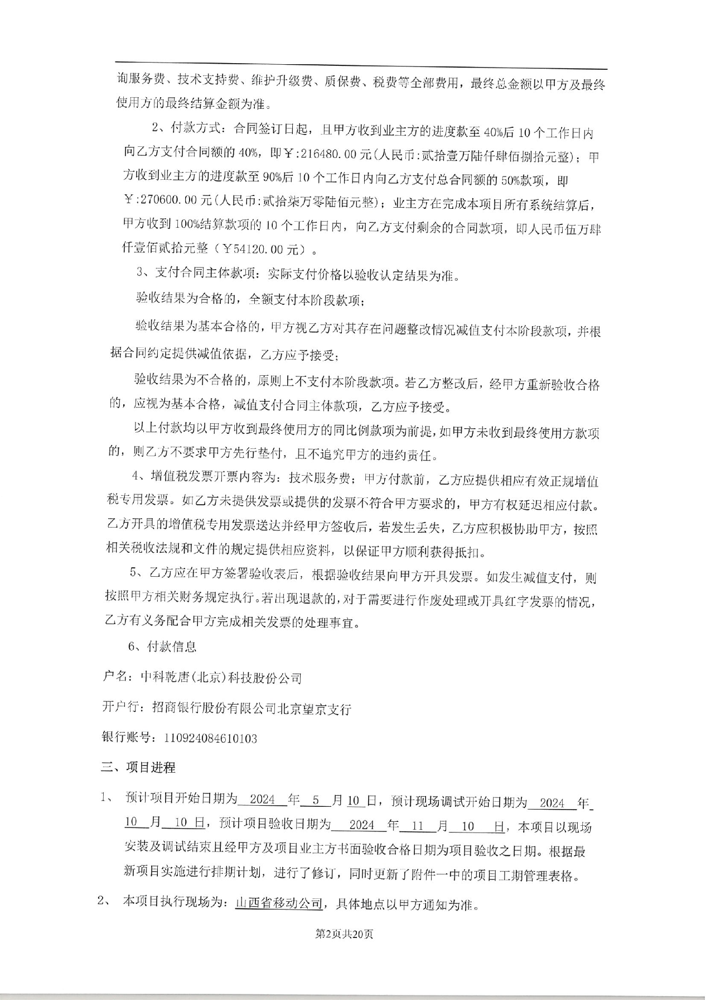 询服务费、技术支持费、维护升级费、质保费、税费等全部费用，最终总金额以甲方及最终
使用方的最终结算金额为准。
2、付款方式：合同签订日起，且甲方收到业主方的进度款至 40%后 10 个工作日内
向乙方支付合同额的 40%，即￥:216480.00 元(人民币:贰拾壹万陆仟肆佰捌拾元整)；甲
方收到业主方的进度款至 90%后 10 个工作日内向乙方支付总合同额的 50%款项，即
￥:270600.00 元(人民币:贰拾柒万零陆佰元整)；业主方在完成本项目所有系统结算后，
甲方收到 100%结算款项的 10 个工作日内，向乙方支付剩余的合同款项，即人民币伍万肆
仟壹佰贰拾元整（￥54120.00 元）。
3、支付合同主体款项：实际支付价格以验收认定结果为准。
验收结果为合格的，全额支付本阶段款项；
验收结果为基本合格的，甲方视乙方对其存在问题整改情况减值支付本阶段款项，并根
据合同约定提供减值依据，乙方应予接受；
验收结果为不合格的，原则上不支付本阶段款项。若乙方整改后，经甲方重新验收合格
的，应视为基本合格，减值支付合同主体款项，乙方应予接受。
以上付款均以甲方收到最终使用方的同比例款项为前提，如甲方未收到最终使用方款项
的，则乙方不要求甲方先行垫付，且不追究甲方的违约责任。
4、增值税发票开票内容为：技术服务费；甲方付款前，乙方应提供相应有效正规增值
税专用发票。如乙方未提供发票或提供的发票不符合甲方要求的，甲方有权延迟相应付款。
乙方开具的增值税专用发票送达并经甲方签收后，若发生丢失，乙方应积极协助甲方，按照
相关税收法规和文件的规定提供相应资料，以保证甲方顺利获得抵扣。
5、乙方应在甲方签署验收表后，根据验收结果向甲方开具发票。如发生减值支付，则
按照甲方相关财务规定执行。若出现退款的，对于需要进行作废处理或开具红字发票的情况，
乙方有义务配合甲方完成相关发票的处理事宜。
6、付款信息
户名：中科乾唐(北京)科技股份公司
开户行：招商银行股份有限公司北京望京支行
银行账号：110924084610103
三、项目进程
1、 预计项目开始日期为 2024 年 5 月 10 日，预计现场调试开始日期为 2024 年
10 月 10 日，预计项目验收日期为 2024 年 11 月 10 日，本项目以现场
安装及调试结束且经甲方及项目业主方书面验收合格日期为项目验收之日期。根据最
新项目实施进行排期计划，进行了修订，同时更新了附件一中的项目工期管理表格。
2、 本项目执行现场为：山西省移动公司，具体地点以甲方通知为准。
第2页共20页